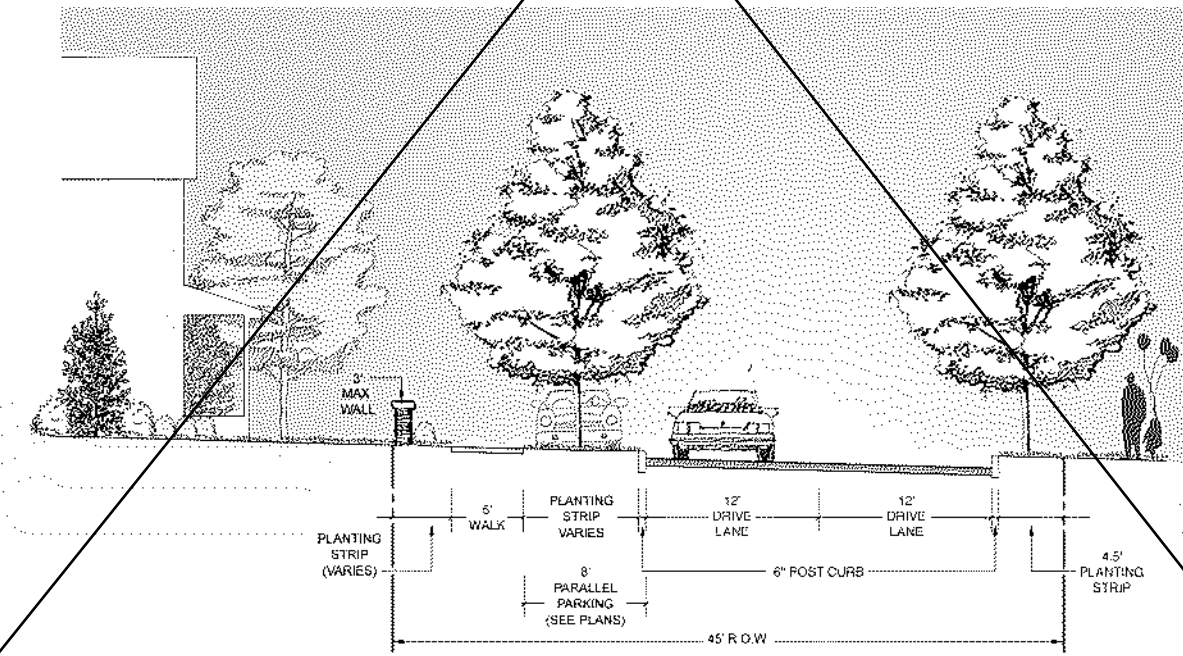 3'
MAX
WALL
5'
WALK
PLANTING
STRIP
VARIES
12'
DRIVE
LANE
12'
DRIVE
LANE
PLANTING
STRIP
(VARIES)
8'
PARALLEL
PARKING
(SEE PLANS)
6" POST CURB
4.5'
PLANTING
STRIP
45' R.O.W